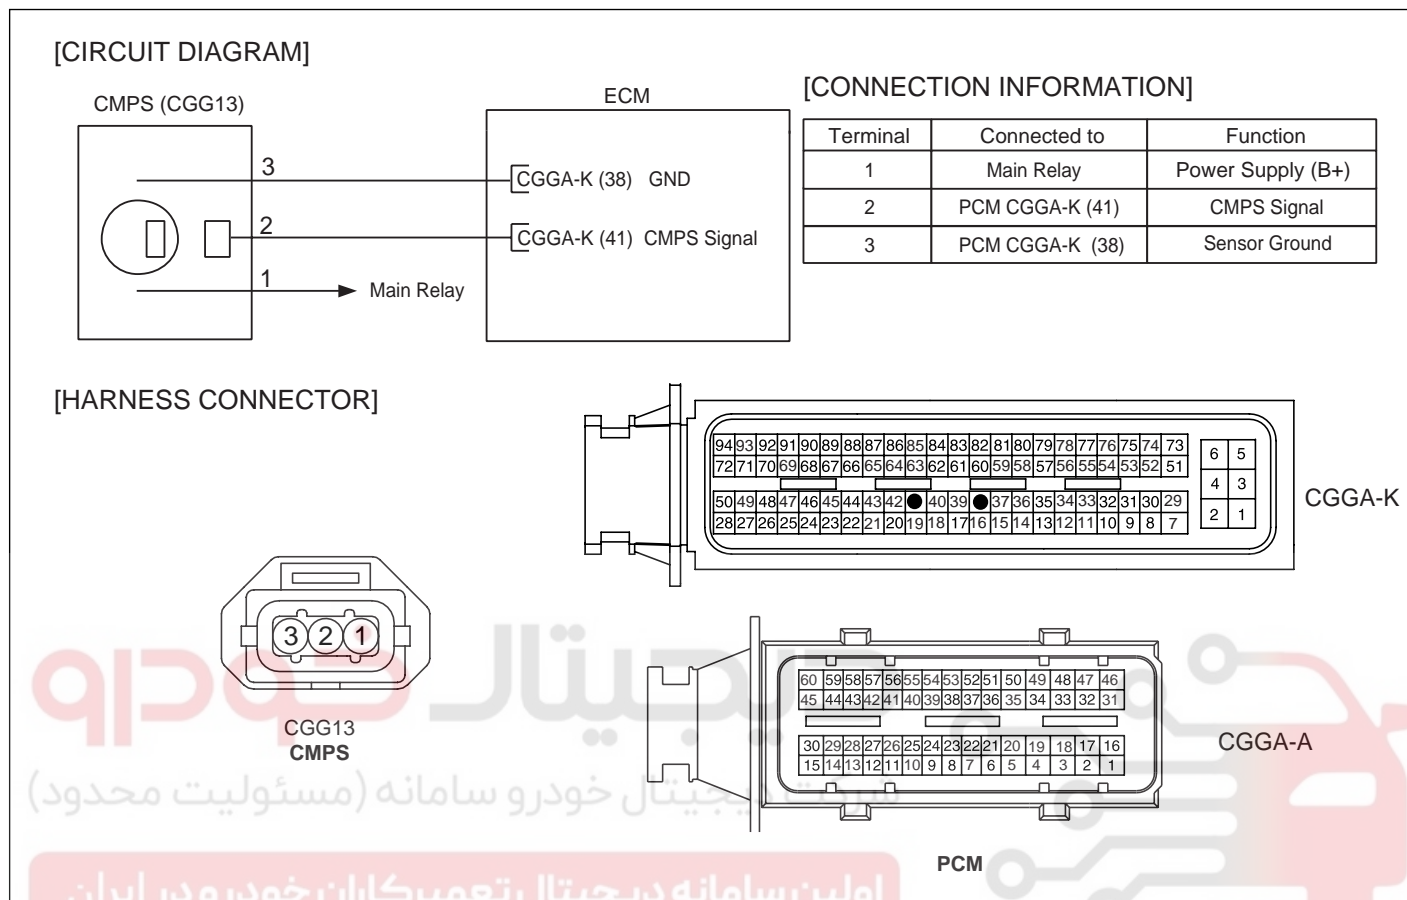 [CIRCUIT DIAGRAM]
CMPS (CGG13)
ECM
3
CGGA-K (38) GND
2
CGGA-K (41) CMPS Signal
1
Main Relay
[CONNECTION INFORMATION]
Terminal Connected to Function
1 Main Relay Power Supply (B+)
2 PCM CGGA-K (41) CMPS Signal
3 PCM CGGA-K (38) Sensor Ground
[HARNESS CONNECTOR]
94 93 92 91 90 89 88 87 86 85 84 83 82 81 80 79 78 77 76 75 74 73
72 71 70 69 68 67 66 65 64 63 62 61 60 59 58 57 56 55 54 53 52 51
50 49 48 47 46 45 44 43 42 40 39 37 36 35 34 33 32 31 30 29
28 27 26 25 24 23 22 21 20 19 18 17 16 15 14 13 12 11 10 9 8 7
6 5
4 3
2 1
CGGA-K
3 2 1
CGG13
CMPS
60 59 58 57 56 55 54 53 52 51 50 49 48 47 46
45 44 43 42 41 40 39 38 37 36 35 34 33 32 31
30 29 28 27 26 25 24 23 22 21 20 19 18 17 16
15 14 13 12 11 10 9 8 7 6 5 4 3 2 1
CGGA-A
PCM
دیجیتال خودرو
شرکت دیجیتال خودرو سامانه (مسئولیت محدود)
اولین سامانه دیجیتال تعمیرکاران خودرو در ایران